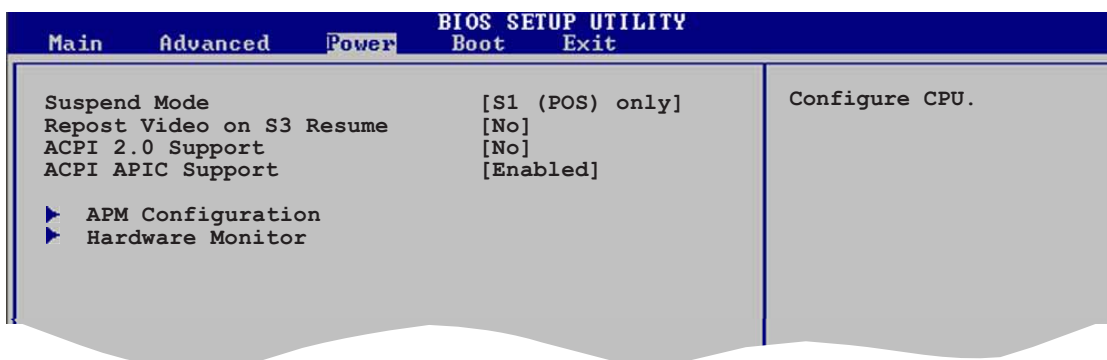 BIOS SETUP UTILITY
Main Advanced Power Boot Exit
Suspend Mode [S1 (POS) only]
Repost Video on S3 Resume [No]
ACPI 2.0 Support [No]
ACPI APIC Support [Enabled]
APM Configuration
Hardware Monitor
Configure CPU.